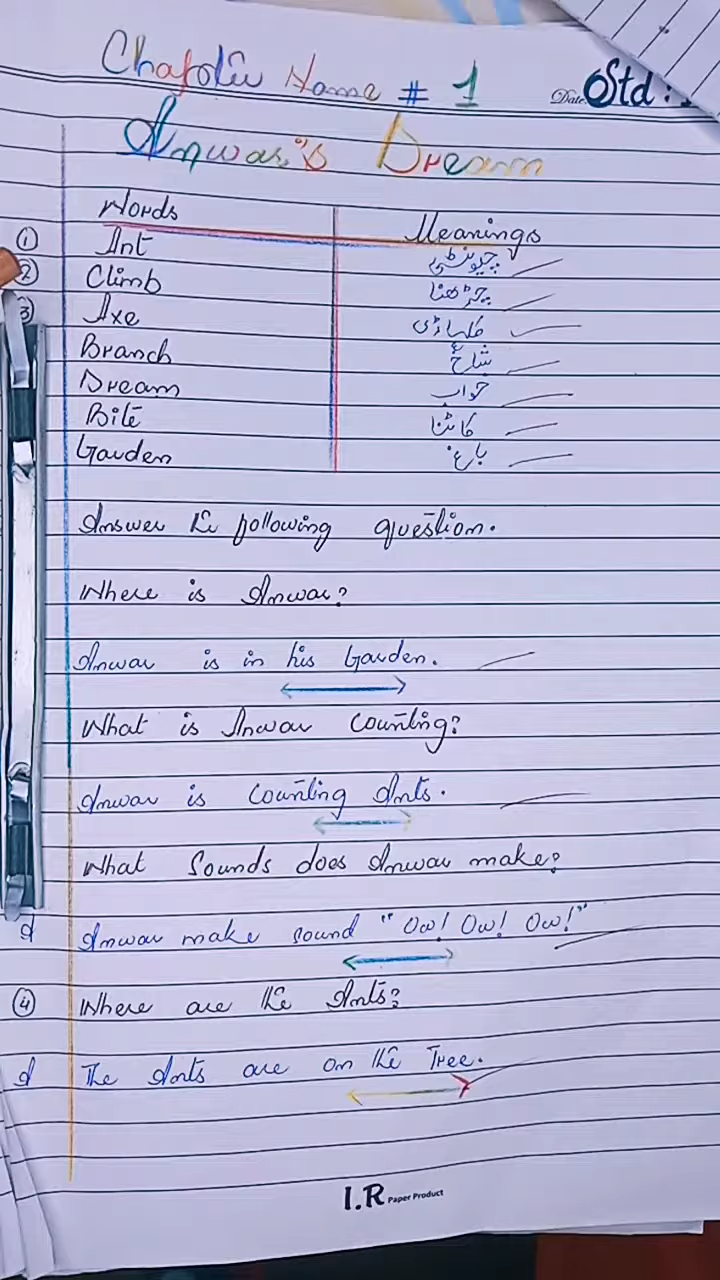 Chapter Name # 1
Date: Std :
Anwar's Dream
Words Meanings
① Ant چیونٹی
② Climb چڑھنا
③ Axe کلہاڑی
Branch شاخ
Dream خواب
Bite کاٹنا
Garden باغ
Answer the following question.
Where is Anwar?
Anwar is in his Garden.
What is Anwar Counting?
Anwar is Counting Ants.
What Sounds does Anwar make?
A Anwar make sound "Ow! Ow! Ow!"
④ Where are the Ants?
A The Ants are on the Tree.
I.R Paper Product